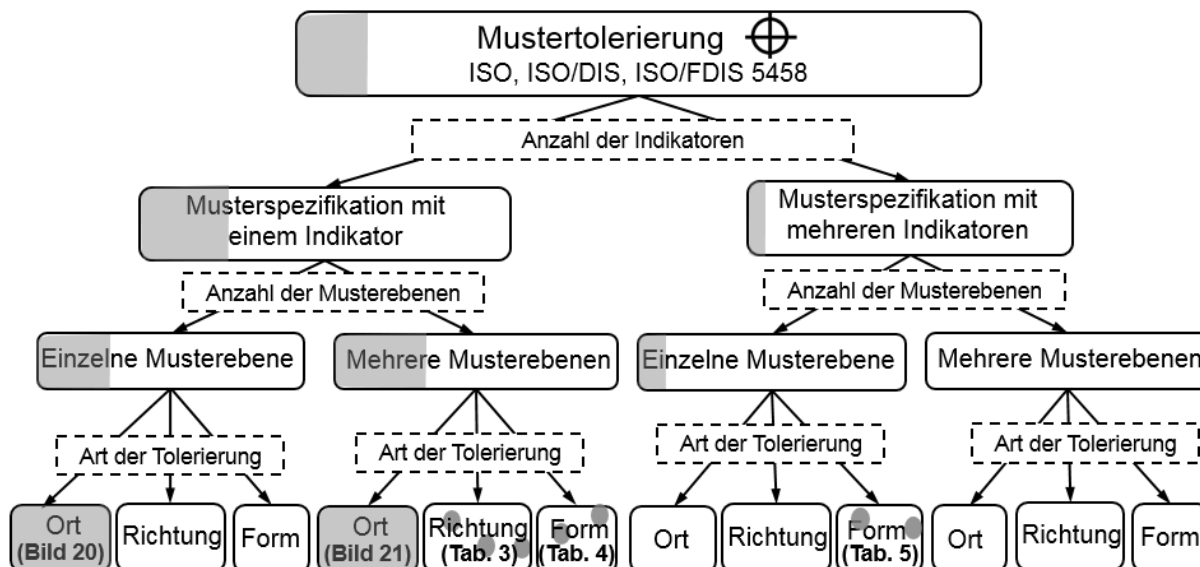 Mustertolerierung
ISO, ISO/DIS, ISO/FDIS 5458
Anzahl der Indikatoren
Musterspezifikation mit
einem Indikator
Musterspezifikation mit
mehreren Indikatoren
Anzahl der Musterebenen
Anzahl der Musterebenen
Einzelne Musterebene
Mehrere Musterebenen
Einzelne Musterebene
Mehrere Musterebenen
Art der Tolerierung
Art der Tolerierung
Art der Tolerierung
Art der Tolerierung
Ort
(Bild 20)
Richtung
Form
Ort
(Bild 21)
Richtung
(Tab. 3)
Form
(Tab. 4)
Ort
Richtung
Form
(Tab. 5)
Ort
Richtung
Form